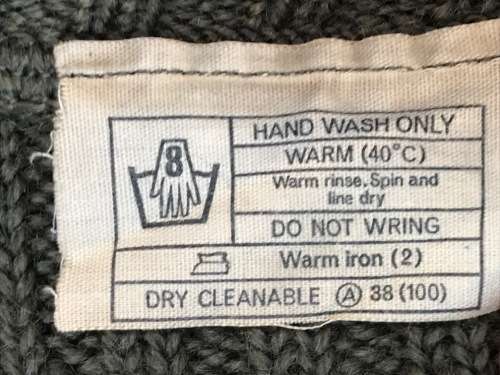 8
HAND WASH ONLY
WARM (40°C)
Warm rinse. Spin and
line dry
DO NOT WRING
Warm iron (2)
DRY CLEANABLE Ⓐ 38 (100)